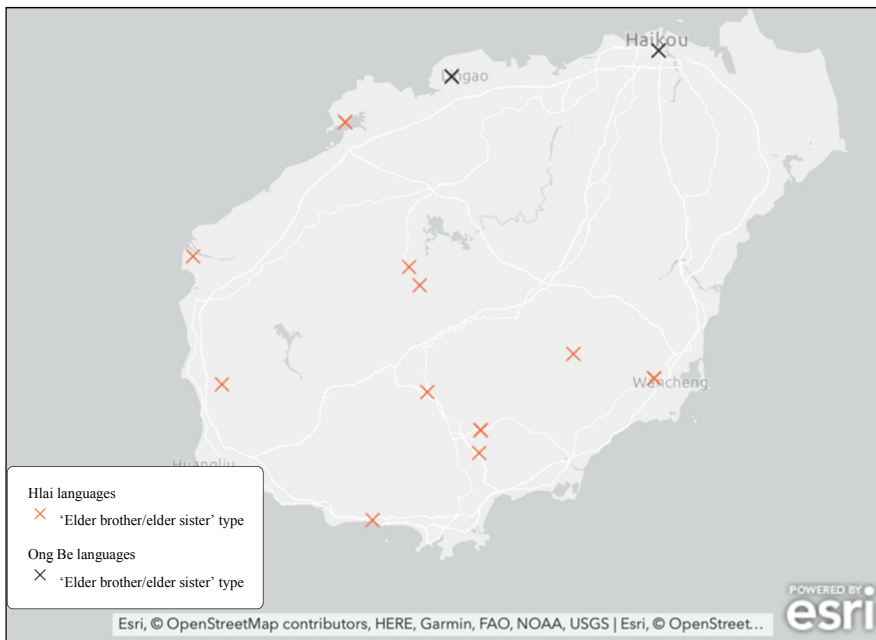 Haikou
Lingao
Wancheng
Huangliu
Hlai languages
‘Elder brother/elder sister’ type
Ong Be languages
‘Elder brother/elder sister’ type
POWERED BY
esri
Esri, © OpenStreetMap contributors, HERE, Garmin, FAO, NOAA, USGS | Esri, © OpenStreet...